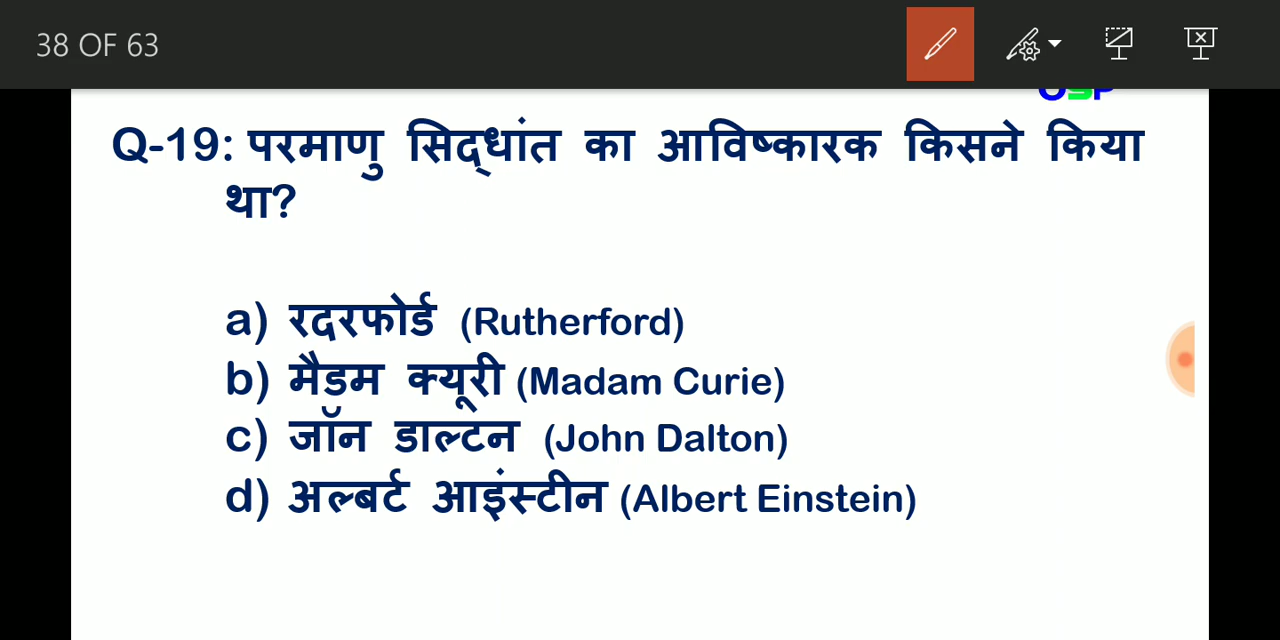 38 OF 63
Q-19: परमाणु सिद्धांत का आविष्कारक किसने किया
था?
a) रदरफोर्ड (Rutherford)
b) मैडम क्यूरी (Madam Curie)
c) जॉन डाल्टन (John Dalton)
d) अल्बर्ट आइंस्टीन (Albert Einstein)